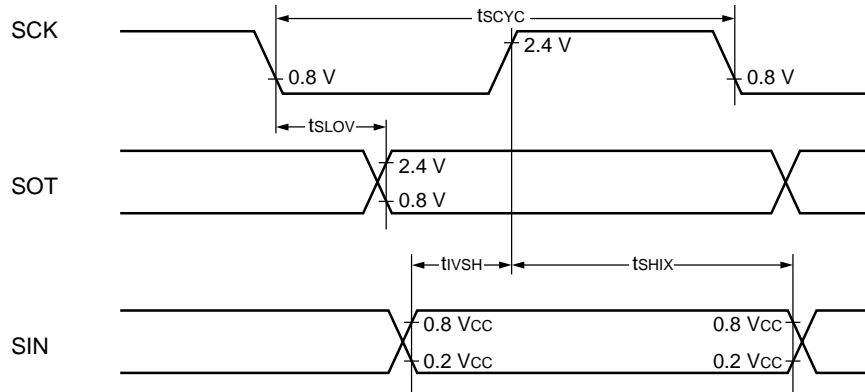 tSCYC
SCK
2.4 V
0.8 V
0.8 V
tSLOV
2.4 V
SOT
0.8 V
tIVSH
tSHIX
0.8 VCC
0.8 VCC
SIN
0.2 VCC
0.2 VCC